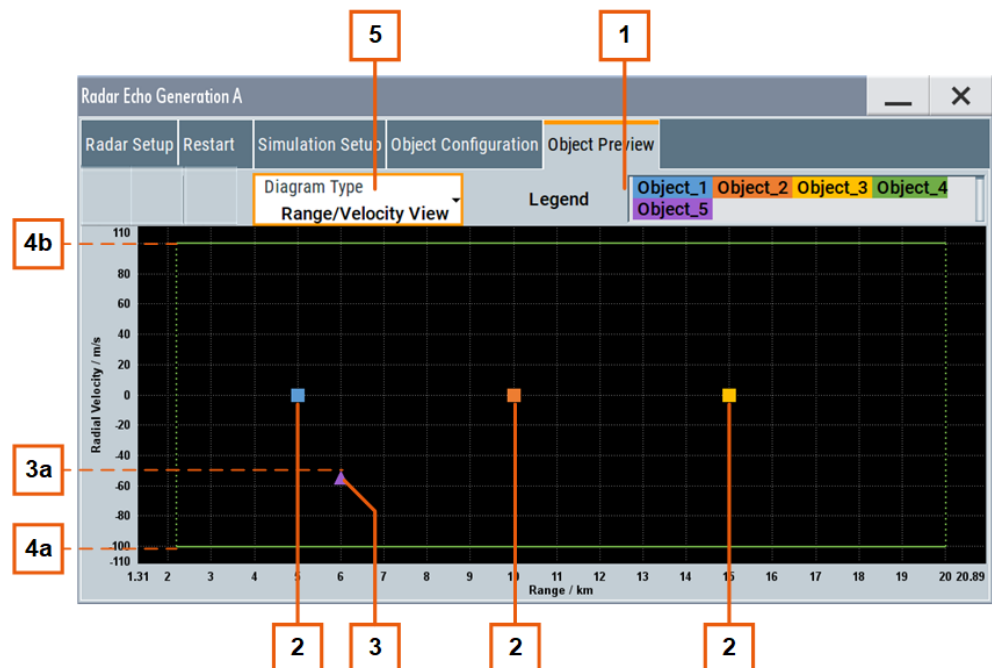 5
1
Radar Echo Generation A
Radar Setup
Restart
Simulation Setup
Object Configuration
Object Preview
Diagram Type
Range/Velocity View
Legend
Object_1 Object_2 Object_3 Object_4
Object_5
4b
3a
4a
Radial Velocity / m/s
110
80
60
40
20
0
-20
-40
-60
-80
-100
-110
1.31 2 3 4 5 6 7 8 9 10 11 12 13 14 15 16 17 18 19 20 20.89
Range / km
2
3
2
2